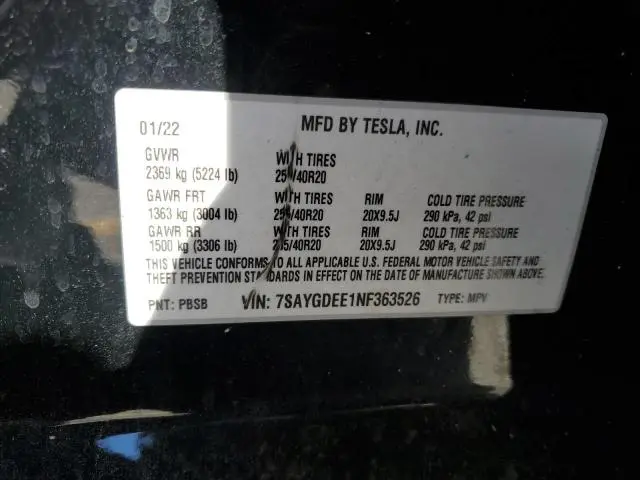 01/22 MFD BY TESLA, INC.
GVWR WITH TIRES
2369 kg (5224 lb)
GAWR FRT WITH TIRES RIM COLD TIRE PRESSURE
1363 kg (3004 lb) 20X9.5J 290 kPa, 42 psi
GAWR RR WITH TIRES RIM COLD TIRE PRESSURE
1500 kg (3306 lb) 20X9.5J 290 kPa, 42 psi
THIS VEHICLE CONFORMS TO ALL APPLICABLE U.S. FEDERAL MOTOR VEHICLE SAFETY AND
THEFT PREVENTION STANDARDS IN EFFECT ON THE DATE OF MANUFACTURE SHOWN ABOVE.
PNT: PBSB VIN: 7SAYGDEE1NF363526 TYPE: MPV